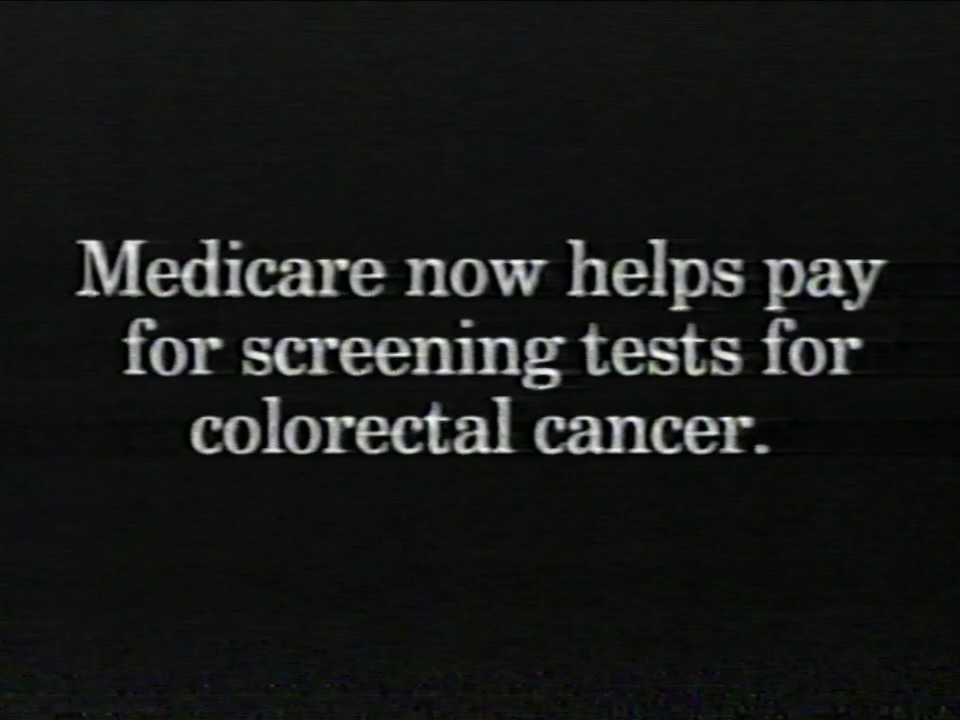 Medicare now helps pay
for screening tests for
colorectal cancer.